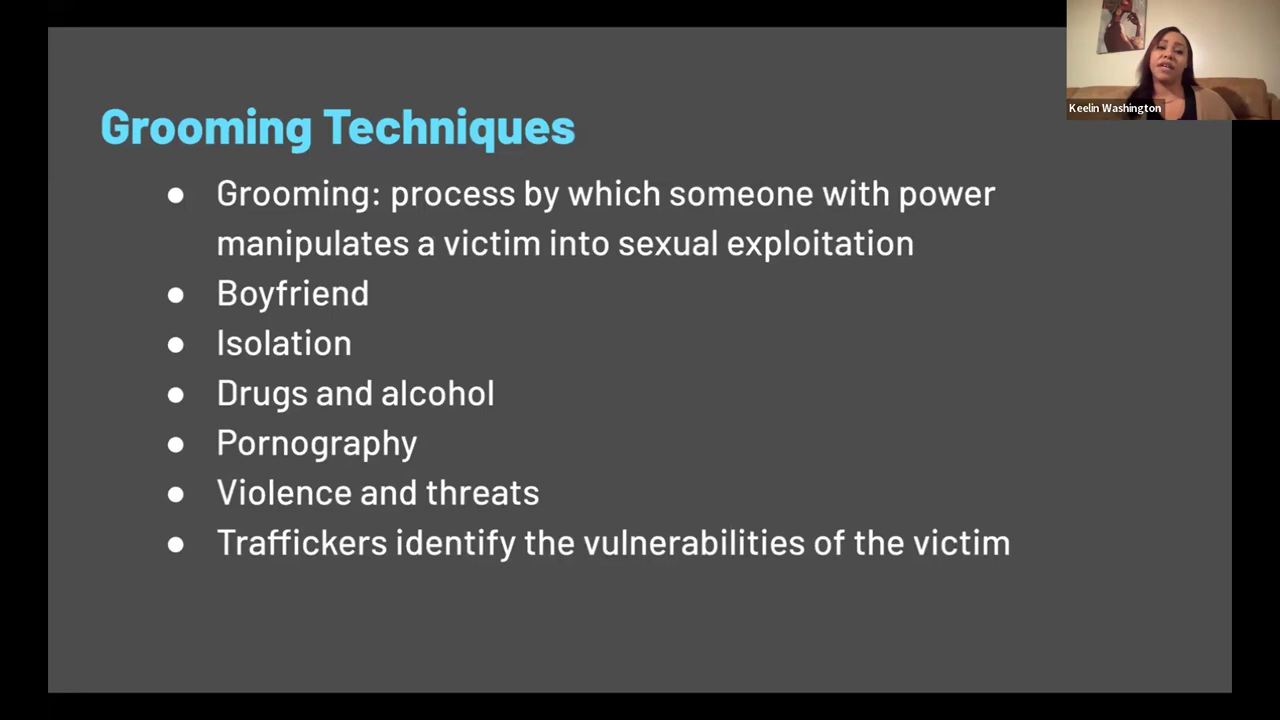 Grooming Techniques
● Grooming: process by which someone with power
manipulates a victim into sexual exploitation
● Boyfriend
● Isolation
● Drugs and alcohol
● Pornography
● Violence and threats
● Traffickers identify the vulnerabilities of the victim
Keelin Washington